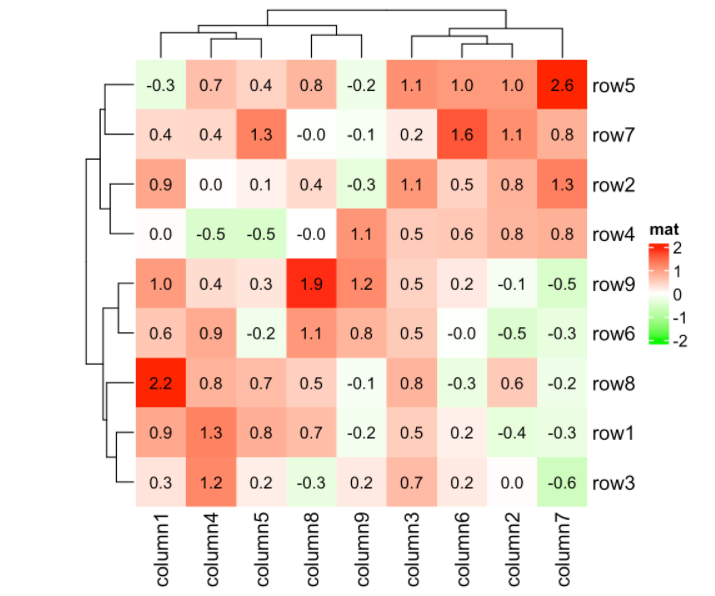 -0.3 0.7 0.4 0.8 -0.2 1.1 1.0 1.0 2.6 row5
0.4 0.4 1.3 -0.0 -0.1 0.2 1.6 1.1 0.8 row7
0.9 0.0 0.1 0.4 -0.3 1.1 0.5 0.8 1.3 row2
0.0 -0.5 -0.5 -0.0 1.1 0.5 0.6 0.8 0.8 row4
1.0 0.4 0.3 1.9 1.2 0.5 0.2 -0.1 -0.5 row9
0.6 0.9 -0.2 1.1 0.8 0.5 -0.0 -0.5 -0.3 row6
2.2 0.8 0.7 0.5 -0.1 0.8 -0.3 0.6 -0.2 row8
0.9 1.3 0.8 0.7 -0.2 0.5 0.2 -0.4 -0.3 row1
0.3 1.2 0.2 -0.3 0.2 0.7 0.2 0.0 -0.6 row3
column1 column4 column5 column8 column9 column3 column6 column2 column7
mat
2
1
0
-1
-2